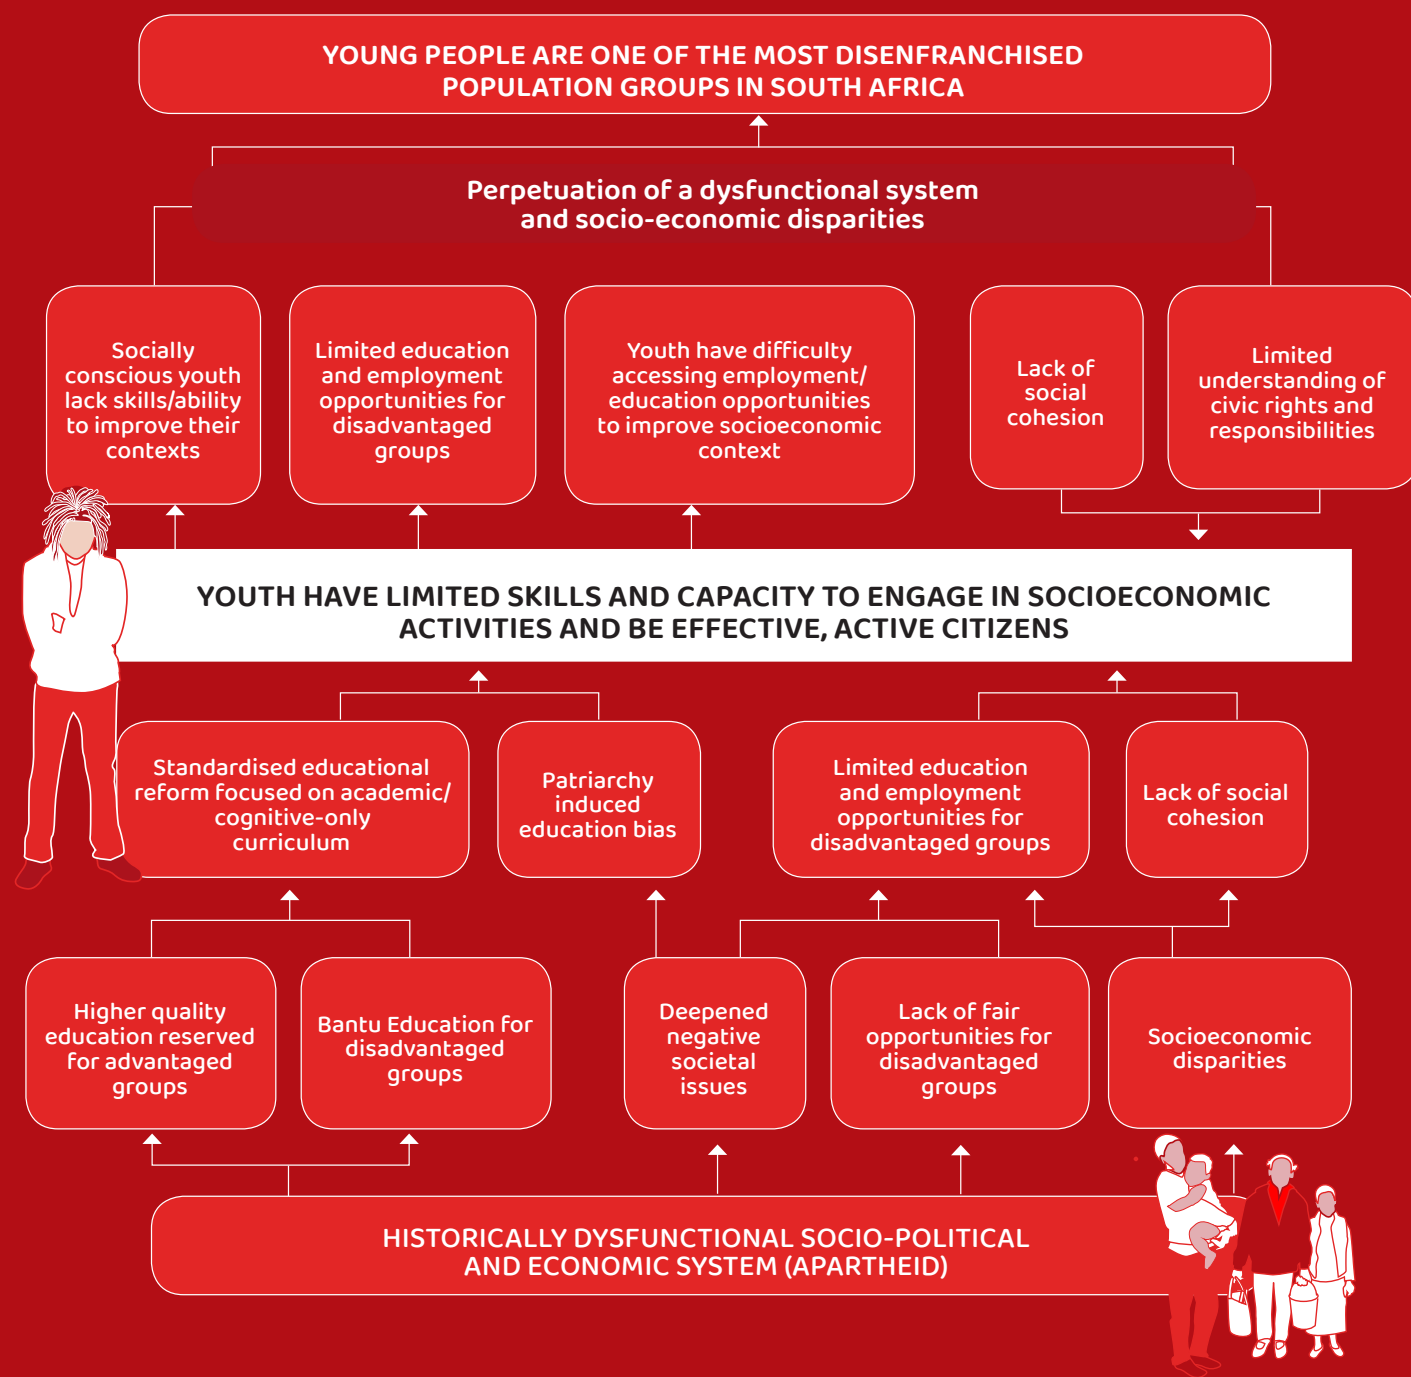 YOUNG PEOPLE ARE ONE OF THE MOST DISENFRANCHISED
POPULATION GROUPS IN SOUTH AFRICA
Perpetuation of a dysfunctional system
and socio-economic disparities
Socially
conscious youth
lack skills/ability
to improve their
contexts
Limited education
and employment
opportunities for
disadvantaged
groups
Youth have difficulty
accessing employment/
education opportunities
to improve socioeconomic
context
Lack of
social
cohesion
Limited
understanding of
civic rights and
responsibilities
YOUTH HAVE LIMITED SKILLS AND CAPACITY TO ENGAGE IN SOCIOECONOMIC
ACTIVITIES AND BE EFFECTIVE, ACTIVE CITIZENS
Standardised educational
reform focused on academic/
cognitive-only
curriculum
Patriarchy
induced
education bias
Limited education
and employment
opportunities for
disadvantaged groups
Lack of social
cohesion
Higher quality
education reserved
for advantaged
groups
Bantu Education for
disadvantaged
groups
Deepened
negative
societal
issues
Lack of fair
opportunities for
disadvantaged
groups
Socioeconomic
disparities
HISTORICALLY DYSFUNCTIONAL SOCIO-POLITICAL
AND ECONOMIC SYSTEM (APARTHEID)